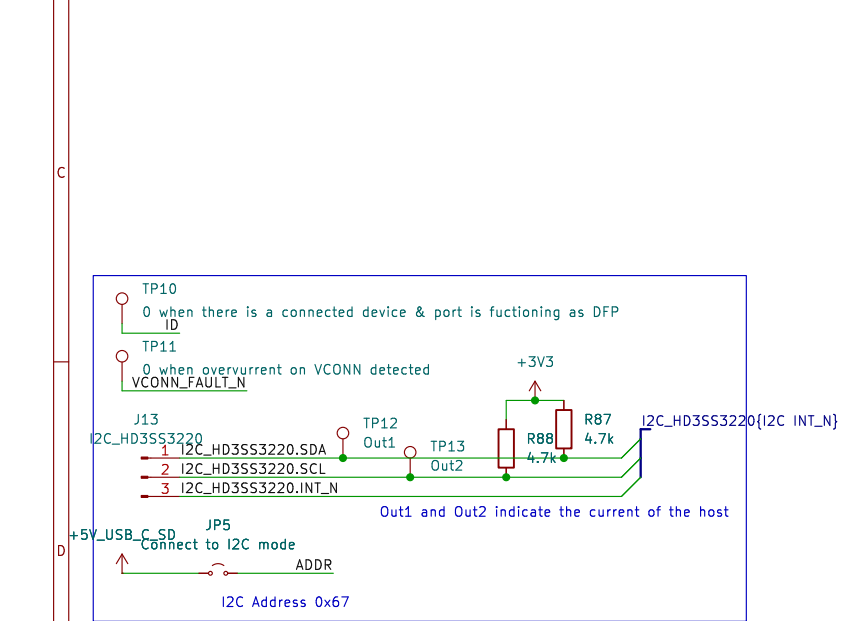 C
TP10
0 when there is a connected device & port is fuctioning as DFP
ID
TP11
0 when overvurrent on VCONN detected
VCONN_FAULT_N
+3V3
J13
I2C_HD3SS3220
TP12
Out1
TP13
Out2
R88
4.7k
R87
4.7k
I2C_HD3SS3220{I2C INT_N}
1 I2C_HD3SS3220.SDA
2 I2C_HD3SS3220.SCL
3 I2C_HD3SS3220.INT_N
Out1 and Out2 indicate the current of the host
D
+5V_USB_C_SD
JP5
Connect to I2C mode
ADDR
I2C Address 0x67